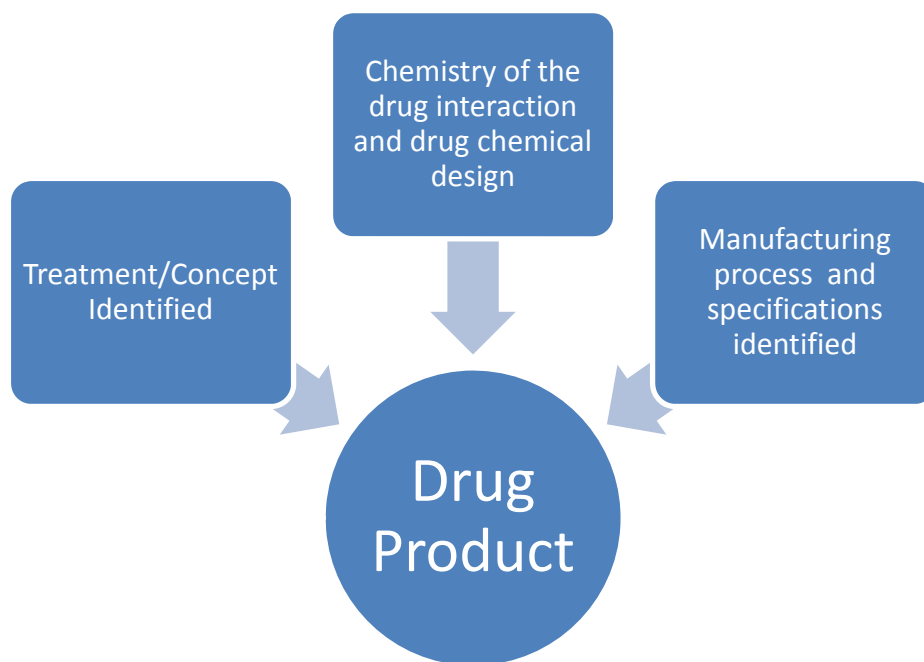 Chemistry of the
drug interaction
and drug chemical
design
Treatment/Concept
Identified
Manufacturing
process and
specifications
identified
Drug
Product